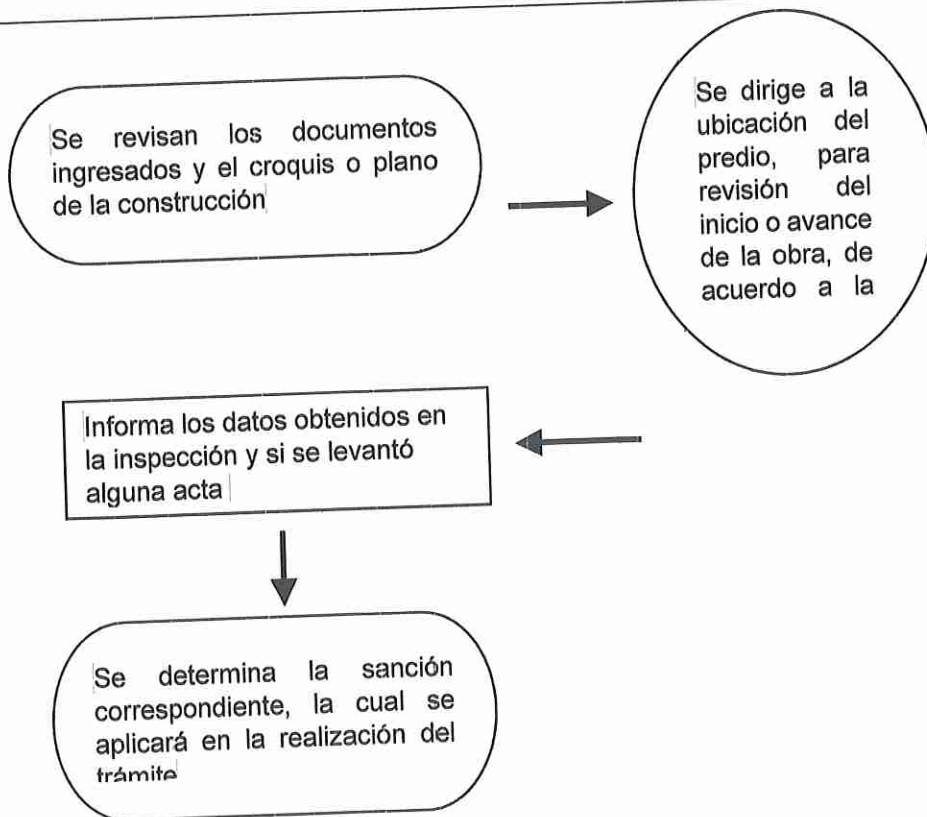 Se revisan los documentos
ingresados y el croquis o plano
de la construcción
Se dirige a la
ubicación del
predio, para
revisión del
inicio o avance
de la obra, de
acuerdo a la
Informa los datos obtenidos en
la inspección y si se levantó
alguna acta
Se determina la sanción
correspondiente, la cual se
aplicará en la realización del
trámite